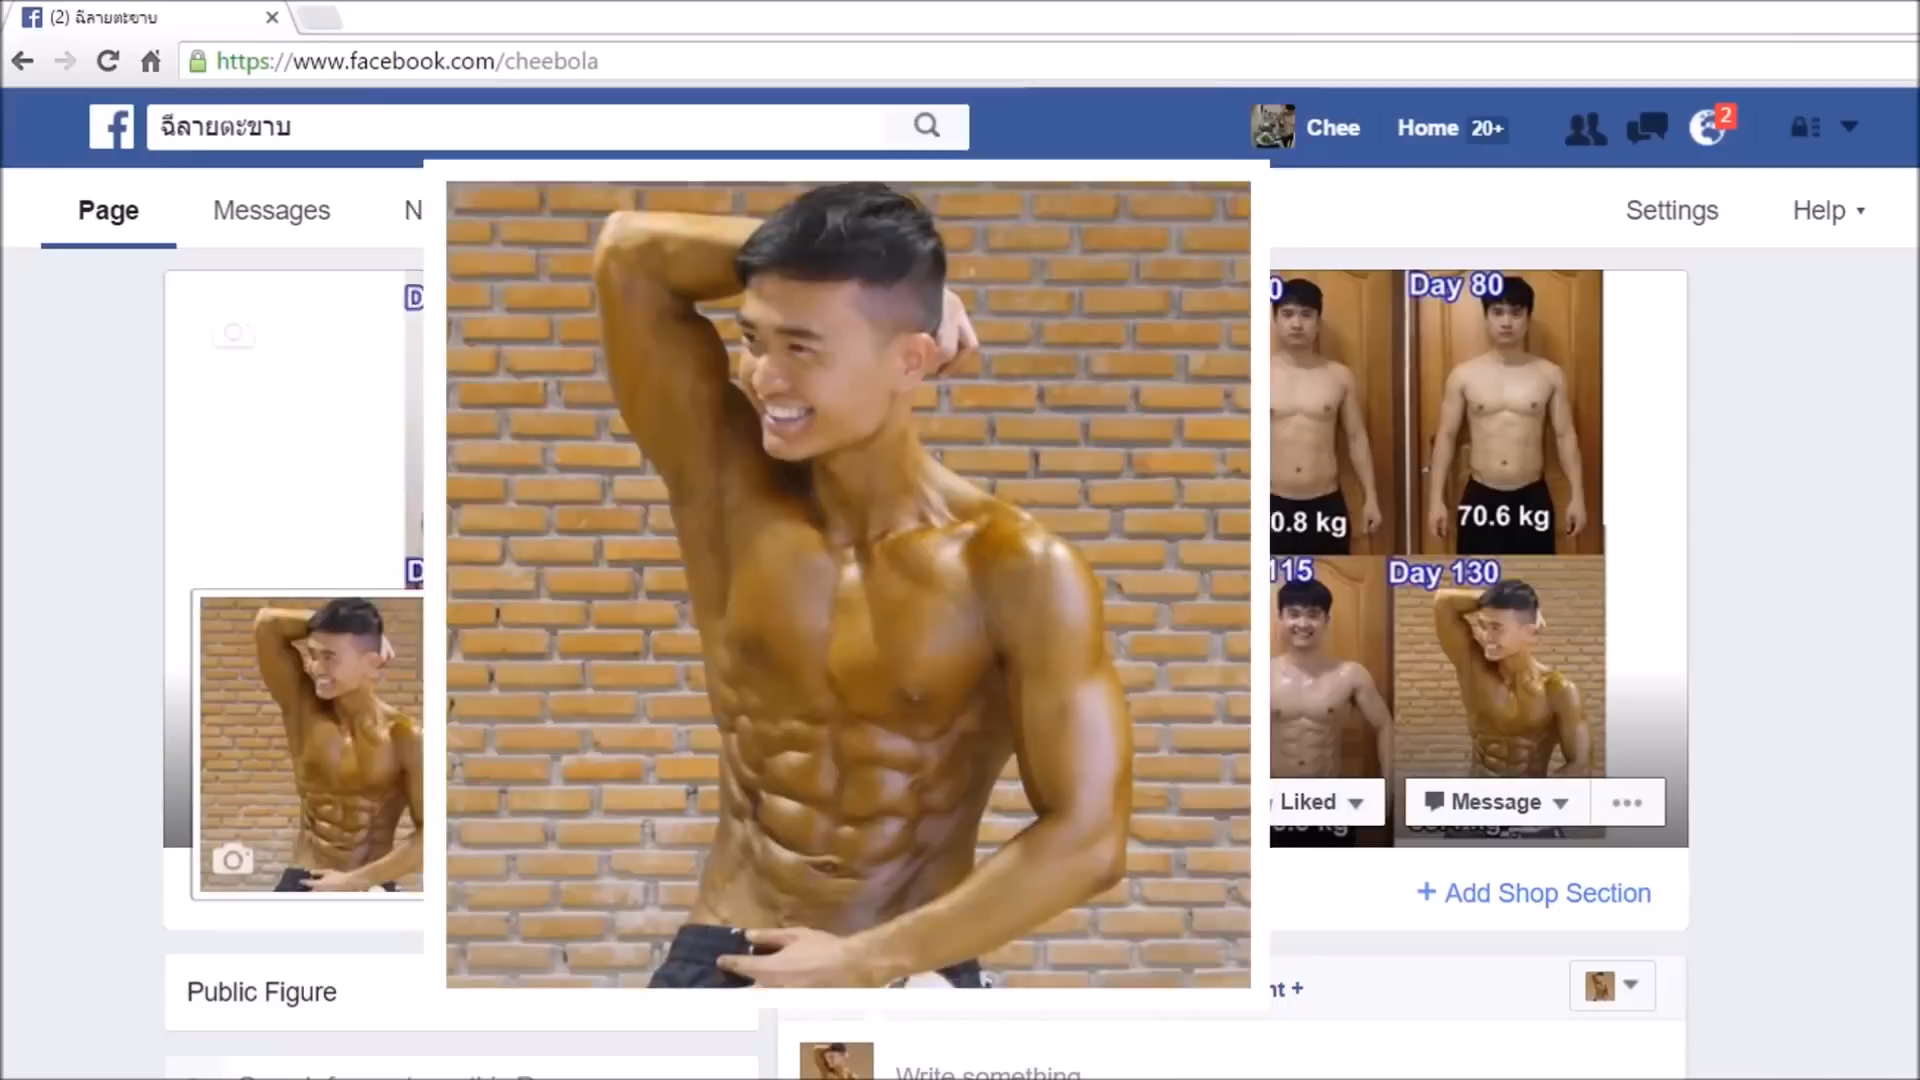 (2) ฉีลายตะขาบ
https://www.facebook.com/cheebola
ฉีลายตะขาบ
Chee
Home 20+
2
Page
Messages
N
Settings
Help
D
0
Day 80
0.8 kg
70.6 kg
D
115
Day 130
Liked
Message
+ Add Shop Section
Public Figure
nt +
Write something